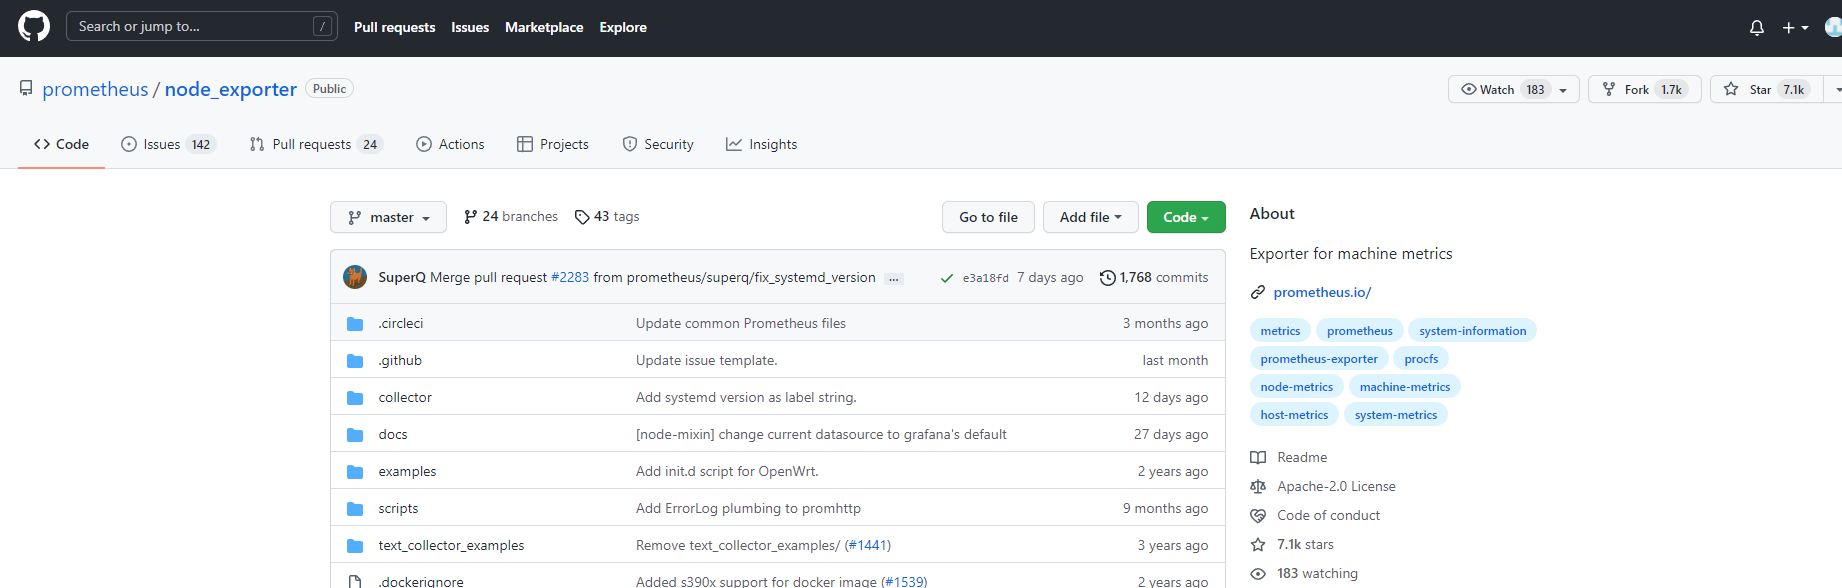 Search or jump to... / Pull requests Issues Marketplace Explore
prometheus / node_exporter Public Watch 183 Fork 1.7k Star 7.1k
Code Issues 142 Pull requests 24 Actions Projects Security Insights
master 24 branches 43 tags Go to file Add file Code
SuperQ Merge pull request #2283 from prometheus/superq/fix_systemd_version ... e3a18fd 7 days ago 1,768 commits
.circleci Update common Prometheus files 3 months ago
.github Update issue template. last month
collector Add systemd version as label string. 12 days ago
docs [node-mixin] change current datasource to grafana's default 27 days ago
examples Add init.d script for OpenWrt. 2 years ago
scripts Add ErrorLog plumbing to promhttp 9 months ago
text_collector_examples Remove text_collector_examples/ (#1441) 3 years ago
.dockerignore Added s390x support for docker image (#1539) 2 years ago
About
Exporter for machine metrics
prometheus.io/
metrics prometheus system-information
prometheus-exporter procfs
node-metrics machine-metrics
host-metrics system-metrics
Readme
Apache-2.0 License
Code of conduct
7.1k stars
183 watching